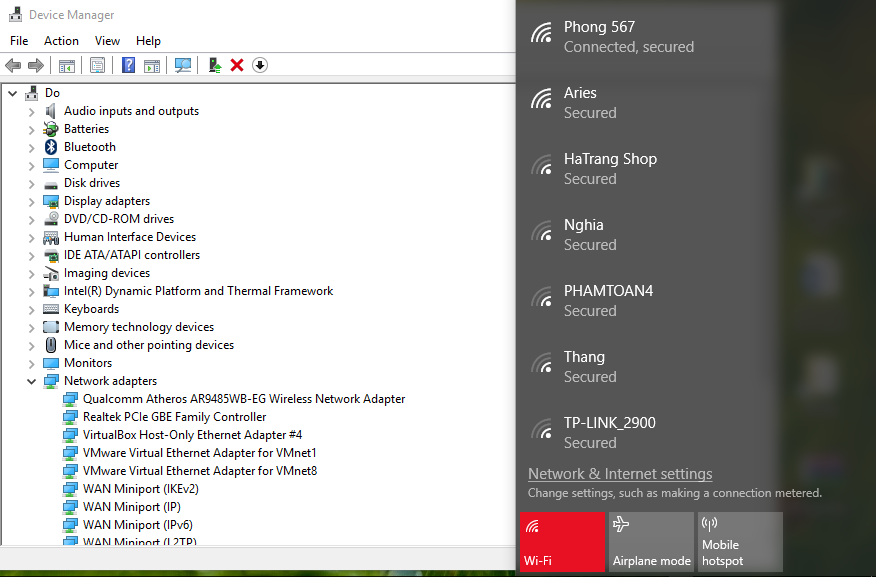 Device Manager
File Action View Help
Do
Audio inputs and outputs
Batteries
Bluetooth
Computer
Disk drives
Display adapters
DVD/CD-ROM drives
Human Interface Devices
IDE ATA/ATAPI controllers
Imaging devices
Intel(R) Dynamic Platform and Thermal Framework
Keyboards
Memory technology devices
Mice and other pointing devices
Monitors
Network adapters
Qualcomm Atheros AR9485WB-EG Wireless Network Adapter
Realtek PCIe GBE Family Controller
VirtualBox Host-Only Ethernet Adapter #4
VMware Virtual Ethernet Adapter for VMnet1
VMware Virtual Ethernet Adapter for VMnet8
WAN Miniport (IKEv2)
WAN Miniport (IP)
WAN Miniport (IPv6)
WAN Miniport (L2TP)
Phong 567
Connected, secured
Aries
Secured
HaTrang Shop
Secured
Nghia
Secured
PHAMTOAN4
Secured
Thang
Secured
TP-LINK_2900
Secured
Network & Internet settings
Change settings, such as making a connection metered.
Wi-Fi
Airplane mode
Mobile
hotspot